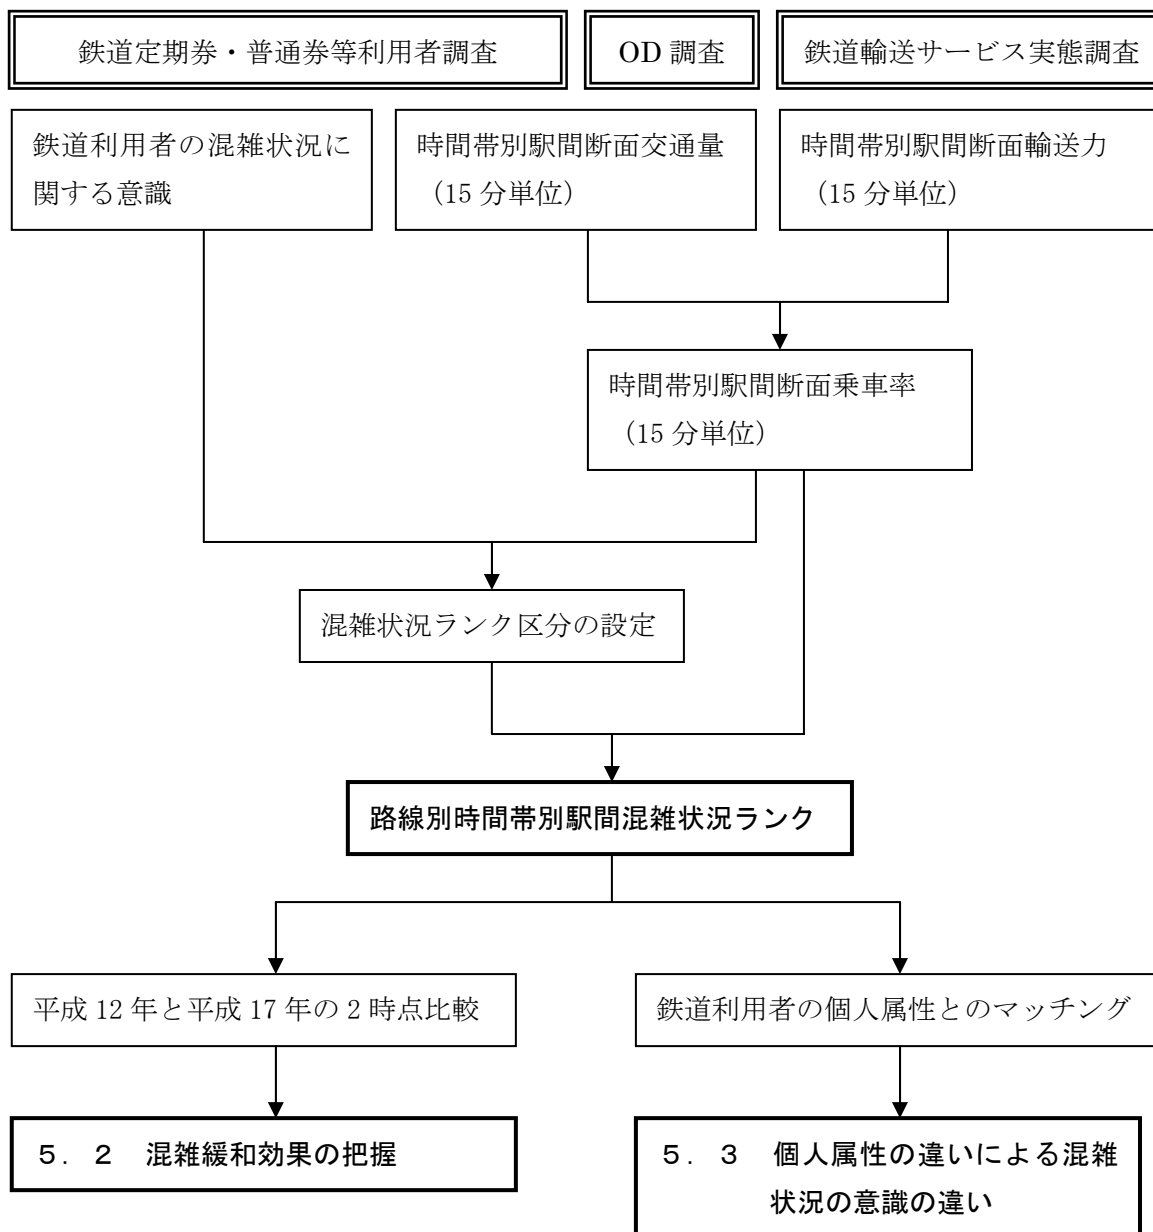 鉄道定期券・普通券等利用者調査
OD 調査
鉄道輸送サービス実態調査
鉄道利用者の混雑状況に
関する意識
時間帯別駅間断面交通量
（15 分単位）
時間帯別駅間断面輸送力
（15 分単位）
時間帯別駅間断面乗車率
（15 分単位）
混雑状況ランク区分の設定
路線別時間帯別駅間混雑状況ランク
平成 12 年と平成 17 年の 2 時点比較
鉄道利用者の個人属性とのマッチング
５．２　混雑緩和効果の把握
５．３　個人属性の違いによる混雑
状況の意識の違い